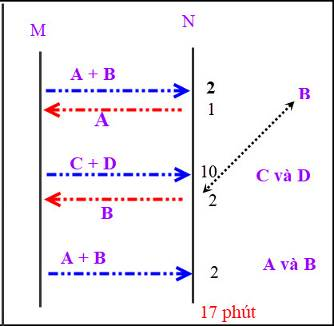 M
N
A + B
2
B
A
1
C + D
10
C và D
B
2
A + B
2
A và B
17 phút